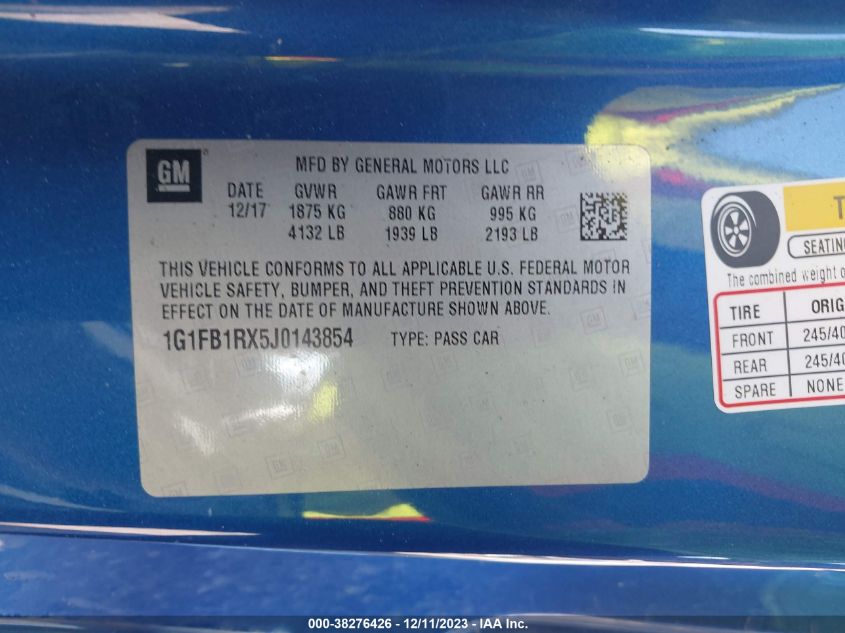 GM
MFD BY GENERAL MOTORS LLC
DATE GVWR GAWR FRT GAWR RR
12/17 1875 KG 880 KG 995 KG
4132 LB 1939 LB 2193 LB
THIS VEHICLE CONFORMS TO ALL APPLICABLE U.S. FEDERAL MOTOR
VEHICLE SAFETY, BUMPER, AND THEFT PREVENTION STANDARDS IN
EFFECT ON THE DATE OF MANUFACTURE SHOWN ABOVE.
1G1FB1RX5J0143854 TYPE: PASS CAR
SEATING
The combined weight
TIRE
FRONT 245/40
REAR 245/40
SPARE NONE
000-38276426 - 12/11/2023 - IAA Inc.